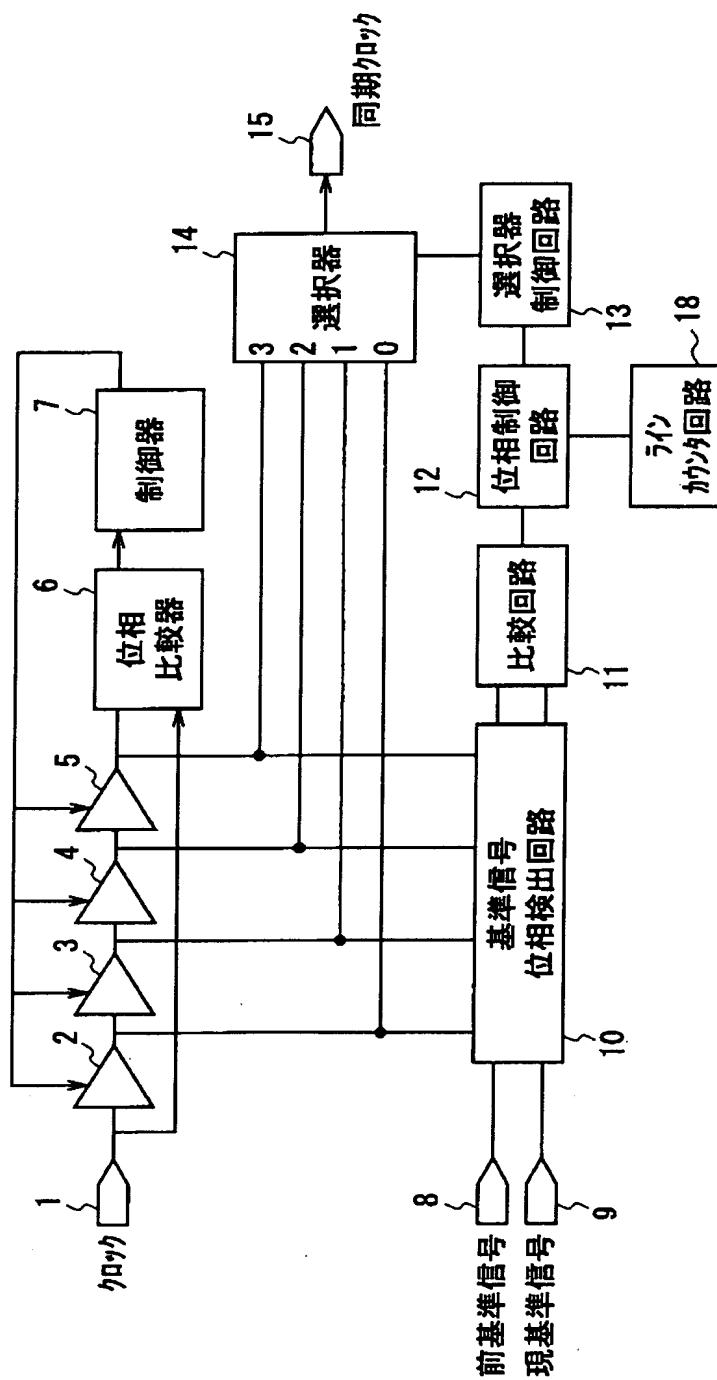 1
クロック
2
3
4
5
6
位相
比較器
7
制御器
14
選択器
3
2
1
0
15
同期クロック
8
前基準信号
9
現基準信号
10
基準信号
位相検出回路
11
比較回路
12
位相制御
回路
13
選択器
制御回路
18
ライン
カウンタ回路